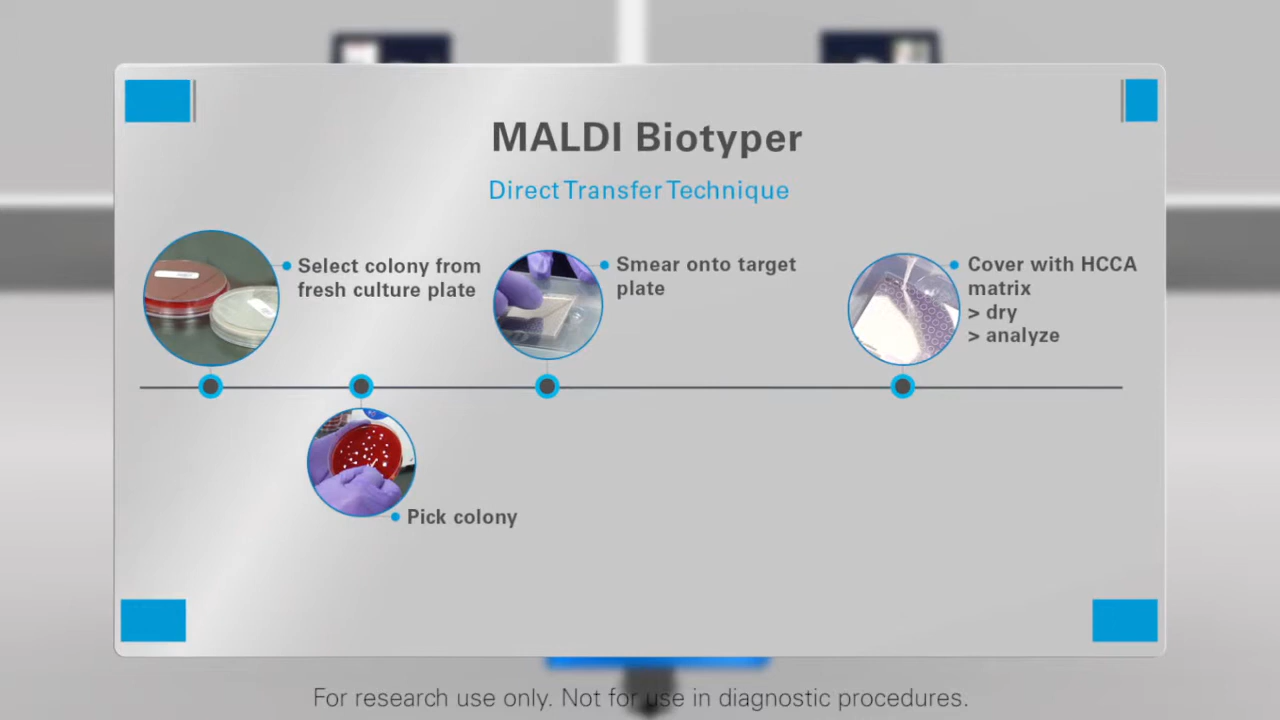 MALDI Biotyper
Direct Transfer Technique
Select colony from
fresh culture plate
Smear onto target
plate
Cover with HCCA
matrix
> dry
> analyze
Pick colony
For research use only. Not for use in diagnostic procedures.